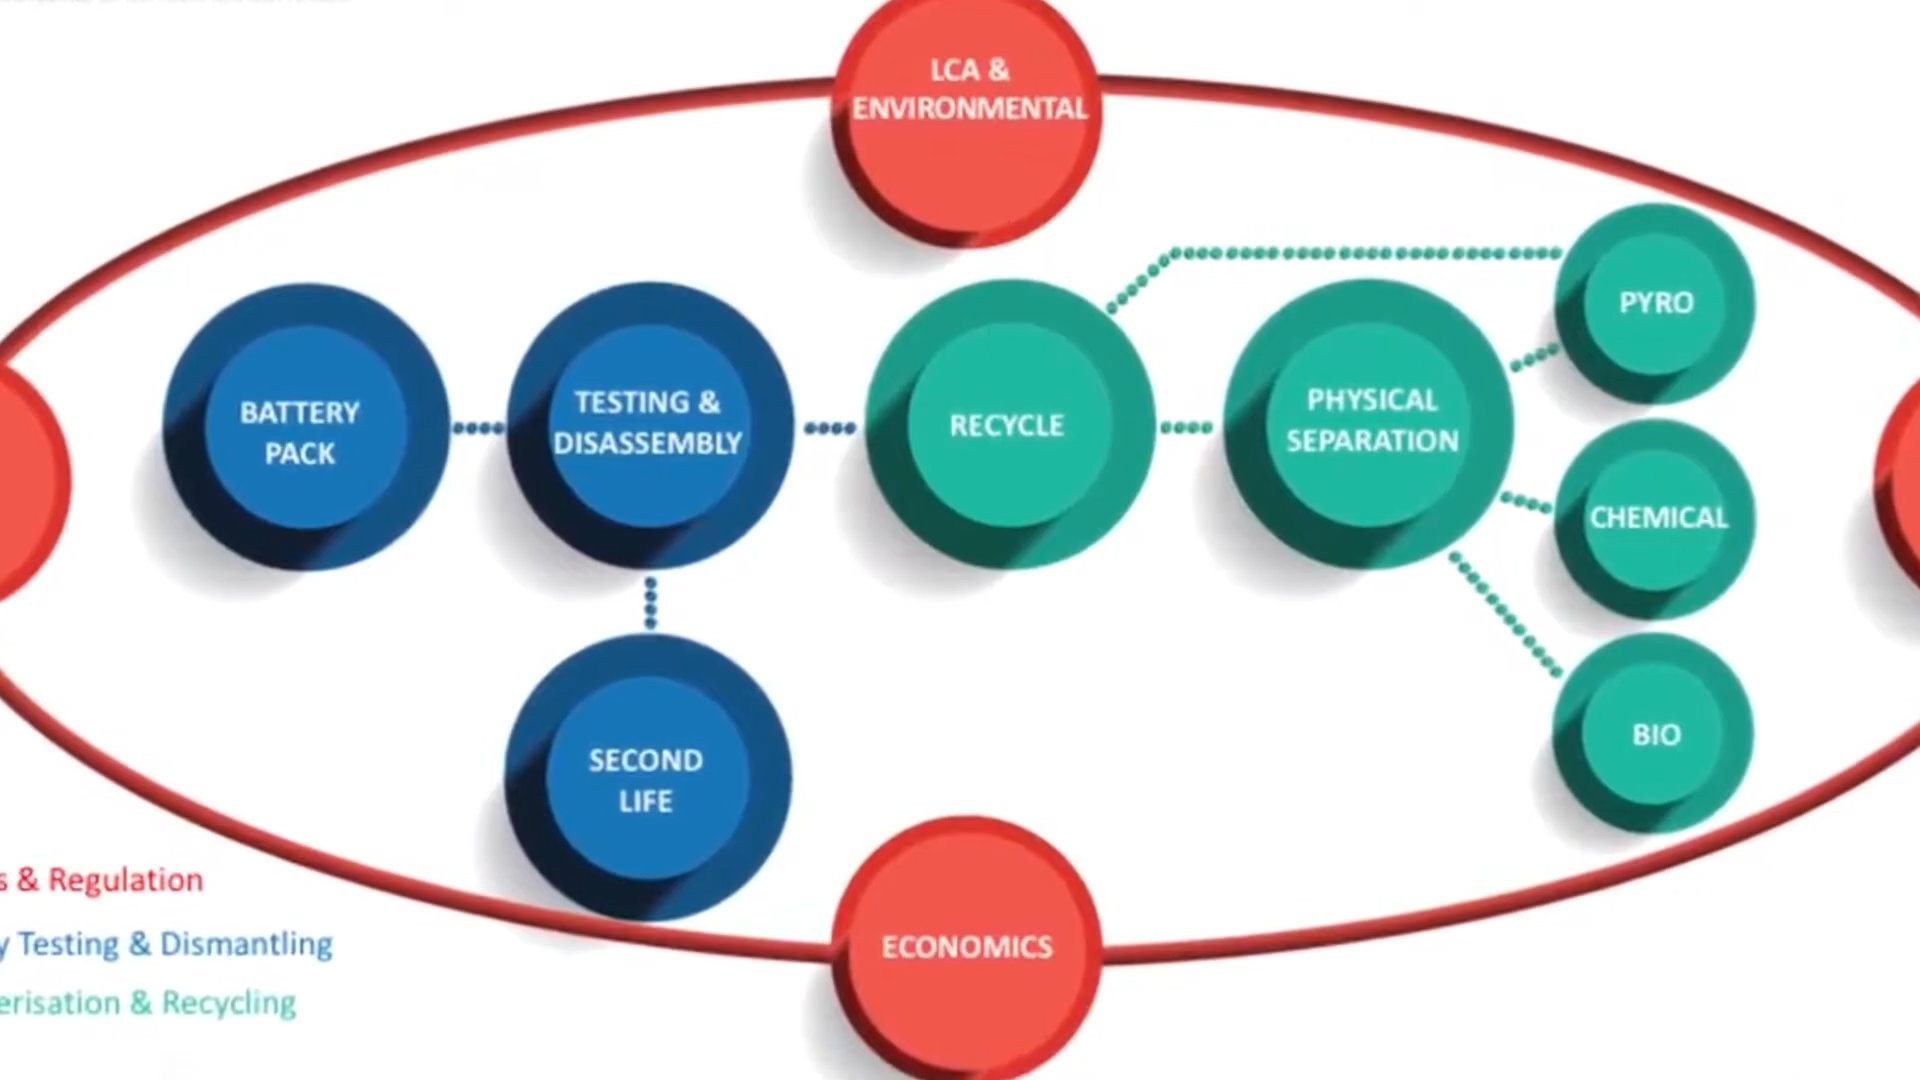 LCA &
ENVIRONMENTAL
PYRO
BATTERY
PACK
TESTING &
DISASSEMBLY
RECYCLE
PHYSICAL
SEPARATION
CHEMICAL
SECOND
LIFE
BIO
ECONOMICS
s & Regulation
y Testing & Dismantling
erisation & Recycling